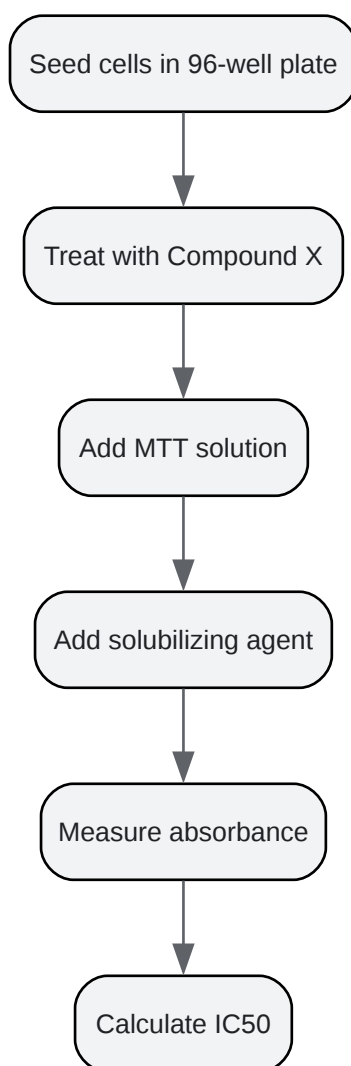 Seed cells in 96-well plate
Treat with Compound X
Add MTT solution
Add solubilizing agent
Measure absorbance
Calculate IC50